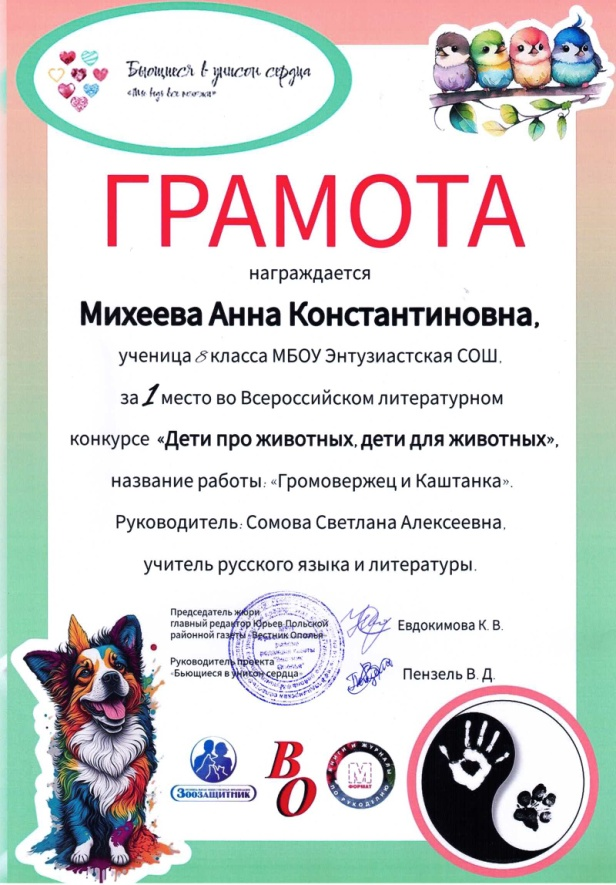 Бьющиеся в унисон сердца
ГРАМОТА
награждается
Михеева Анна Константиновна,
ученица 8 класса МБОУ Энтузиастская СОШ,
за 1 место во Всероссийском литературном
конкурсе «Дети про животных, дети для животных»,
название работы: «Громовержец и Каштанка».
Руководитель: Сомова Светлана Алексеевна,
учитель русского языка и литературы.
Председатель жюри
главный редактор Юрьев-Польской
районной газеты «Вестник Ополья»
Евдокимова К. В.
Руководитель проекта
«Бьющиеся в унисон сердца»
Пензель В. Д.
ЗООЗАЩИТНИК
ВО
КНИГИ И ЖУРНАЛЫ
М
ФОРМАТ
ПО РУКОДЕЛИЮ